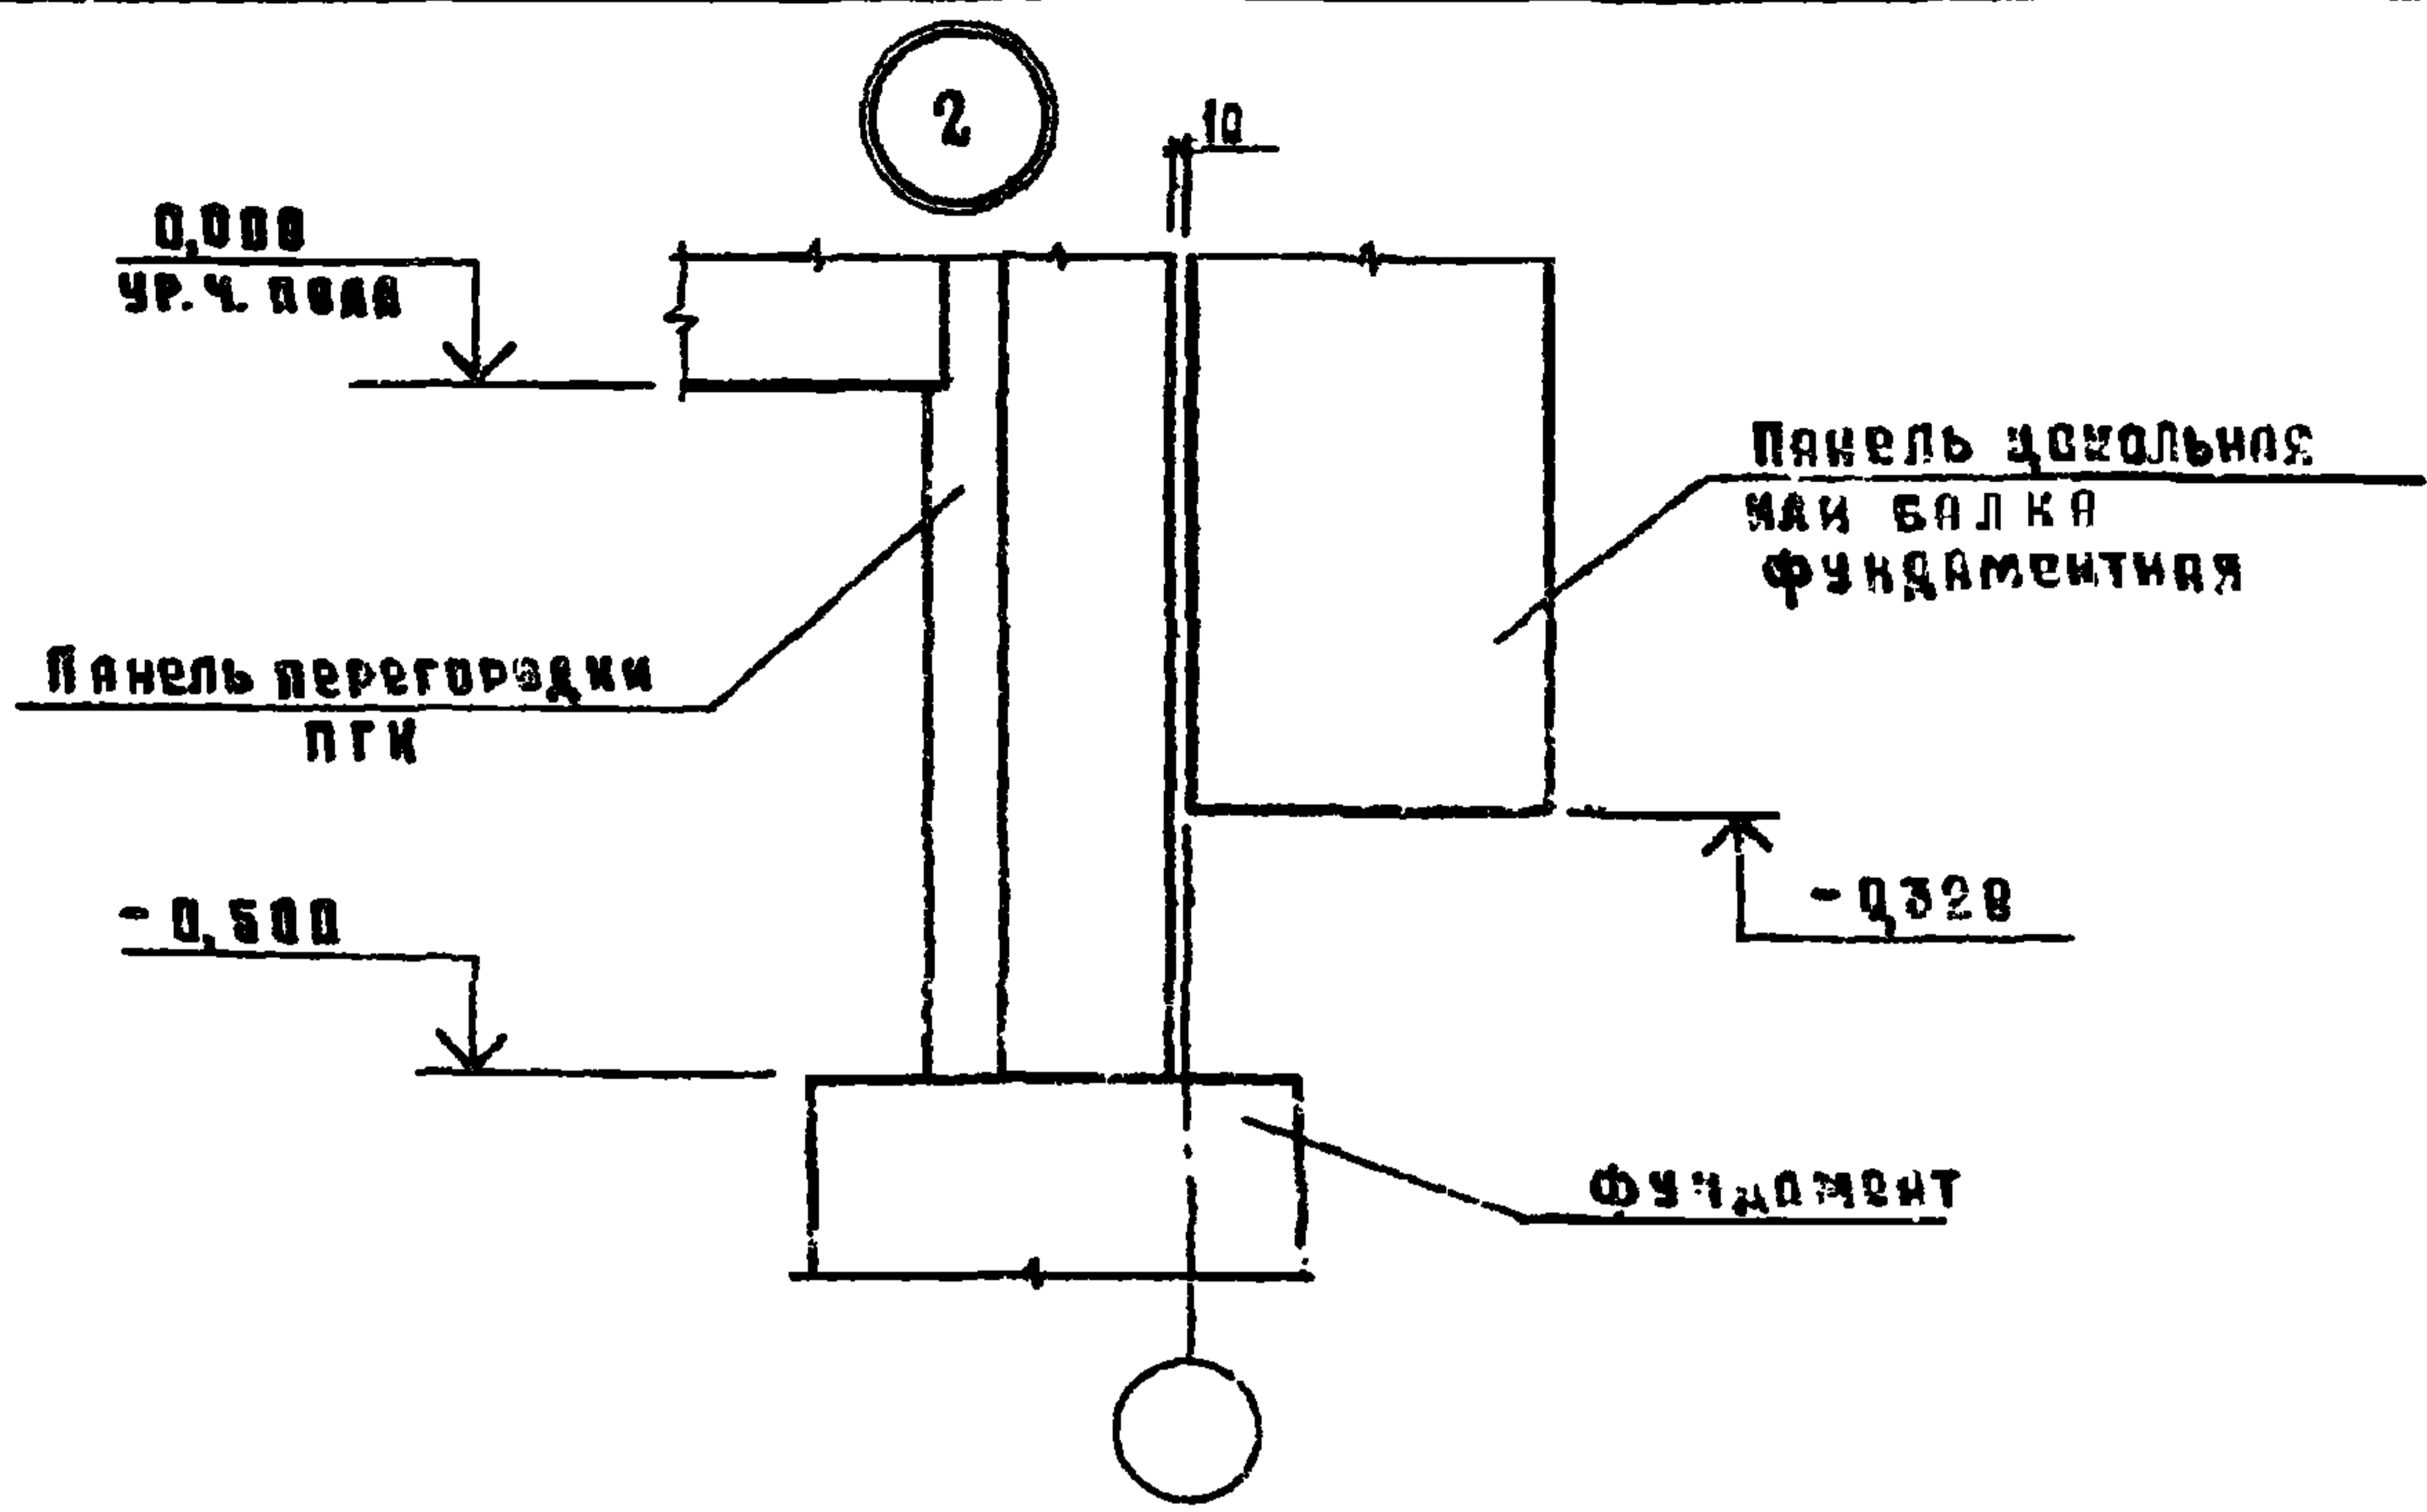 2
10
0,000
ур. ч. пола
Панель цокольная
или балка
фундаментная
Панель перегородки
ПГК
-0,500
-0,328
Фундамент